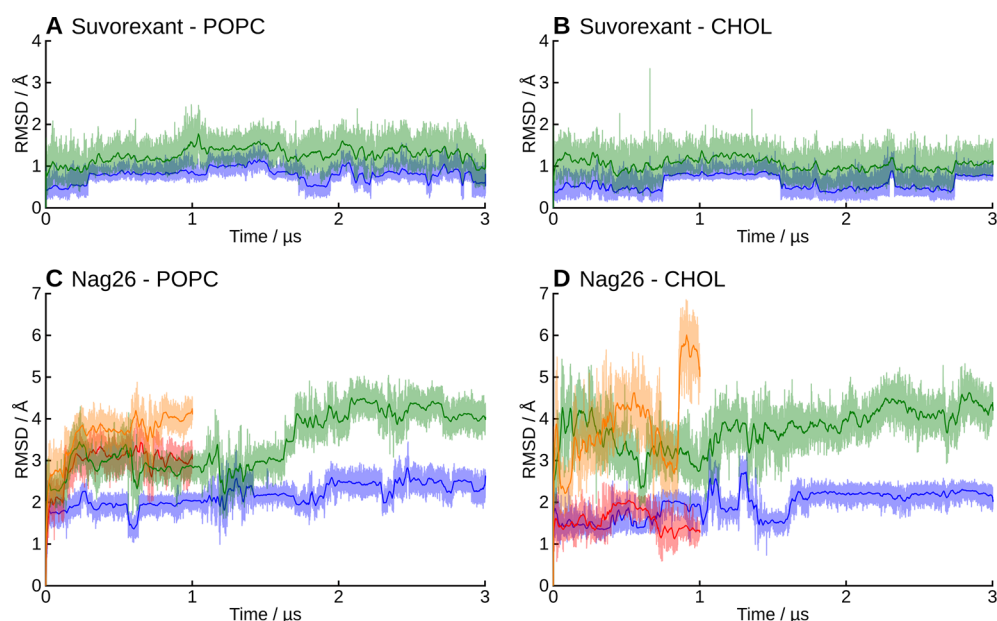 A Suvorexant - POPC
4
3
2
1
0
RMSD / Å
0 1 2 3
Time / µs
B Suvorexant - CHOL
4
3
2
1
0
RMSD / Å
0 1 2 3
Time / µs
C Nag26 - POPC
7
6
5
4
3
2
1
0
RMSD / Å
0 1 2 3
Time / µs
D Nag26 - CHOL
7
6
5
4
3
2
1
0
RMSD / Å
0 1 2 3
Time / µs